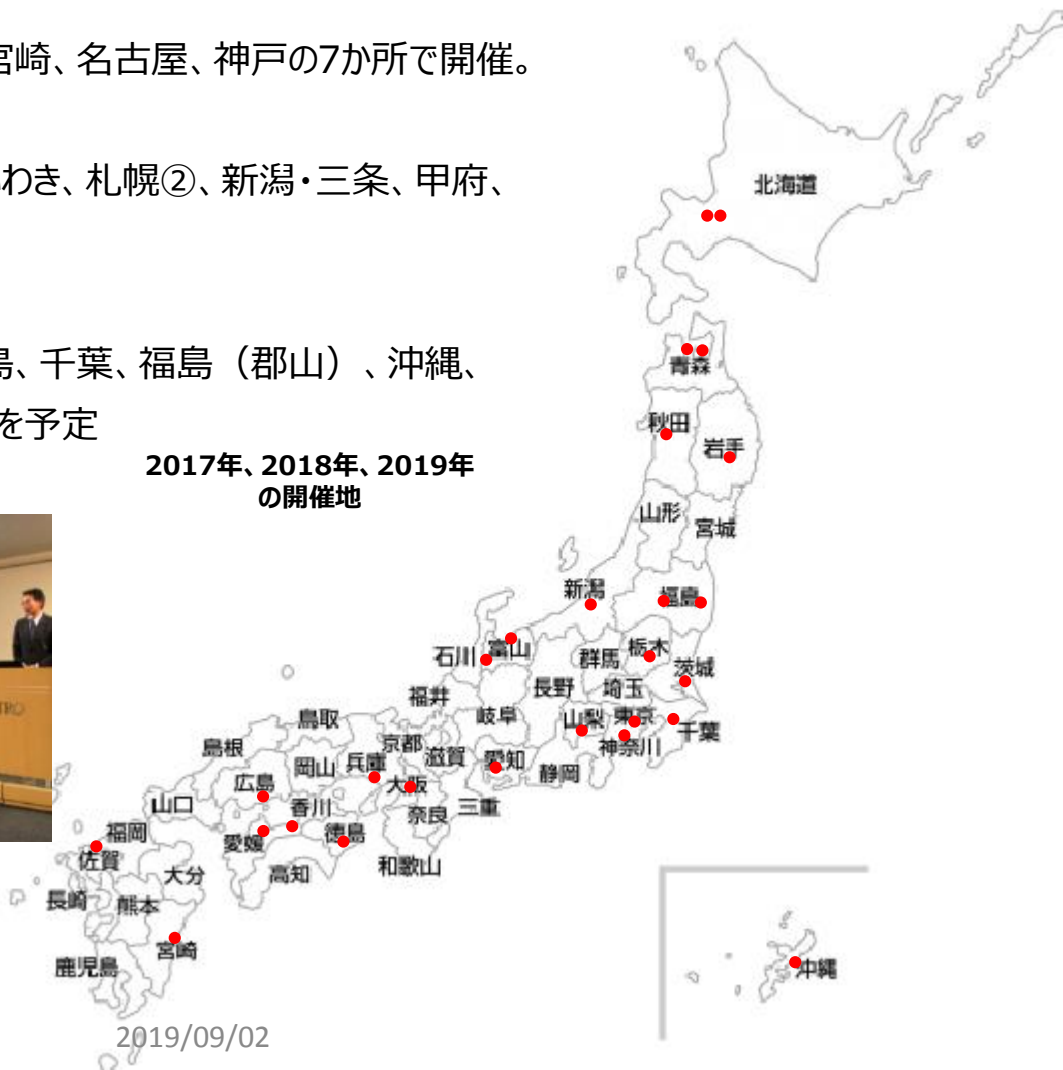 宮崎、名古屋、神戸の7か所で開催。
わき、札幌②、新潟・三条、甲府、
島、千葉、福島（郡山）、沖縄、
を予定
2017年、2018年、2019年
の開催地
北海道
青森
秋田
岩手
山形
宮城
新潟
福島
石川
富山
群馬
栃木
茨城
福井
長野
埼玉
岐阜
山梨
東京
千葉
神奈川
鳥取
京都
滋賀
愛知
静岡
島根
岡山
兵庫
大阪
広島
三重
山口
香川
奈良
福岡
愛媛
徳島
佐賀
大分
高知
和歌山
長崎
熊本
宮崎
鹿児島
沖縄
2019/09/02